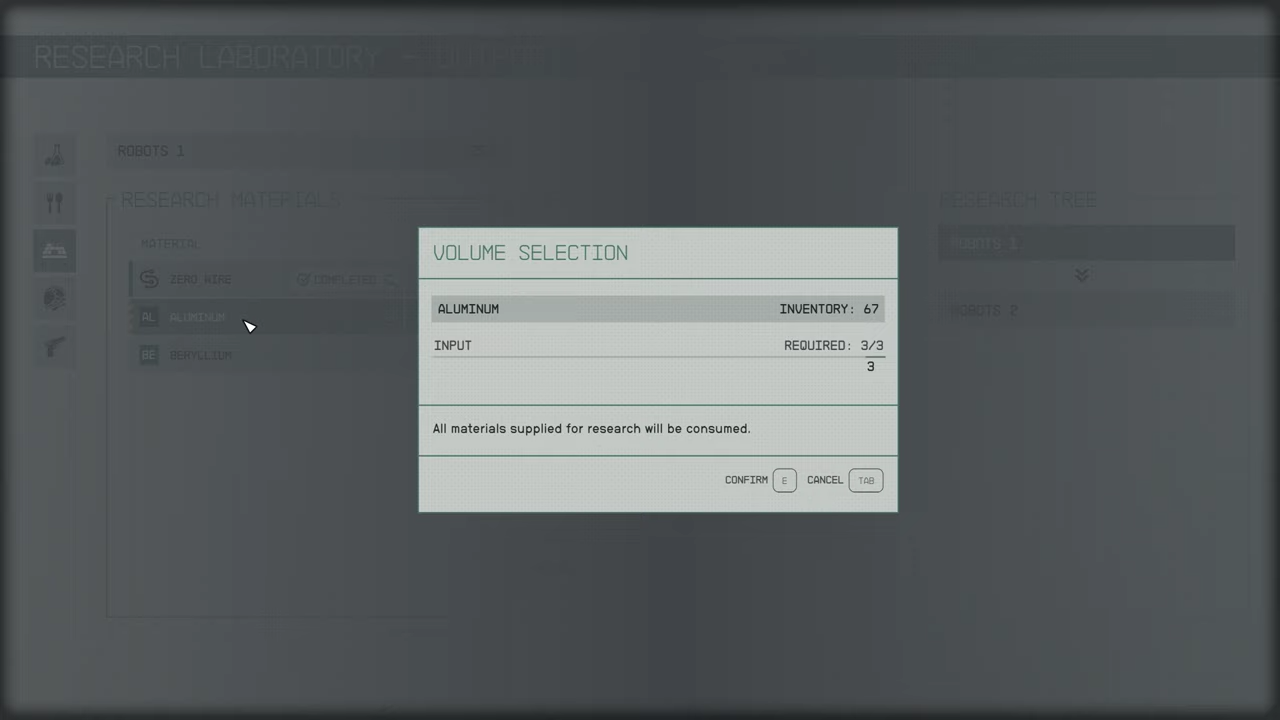 RESEARCH LABORATORY
ROBOTS 1
RESEARCH MATERIALS
MATERIAL
ZERO WIRE
COMPLETED
AL ALUMINUM
BE BERYLLIUM
VOLUME SELECTION
ALUMINUM INVENTORY: 67
INPUT REQUIRED: 3/3
3
All materials supplied for research will be consumed.
CONFIRM E CANCEL TAB
RESEARCH TREE
ROBOTS 1
ROBOTS 2